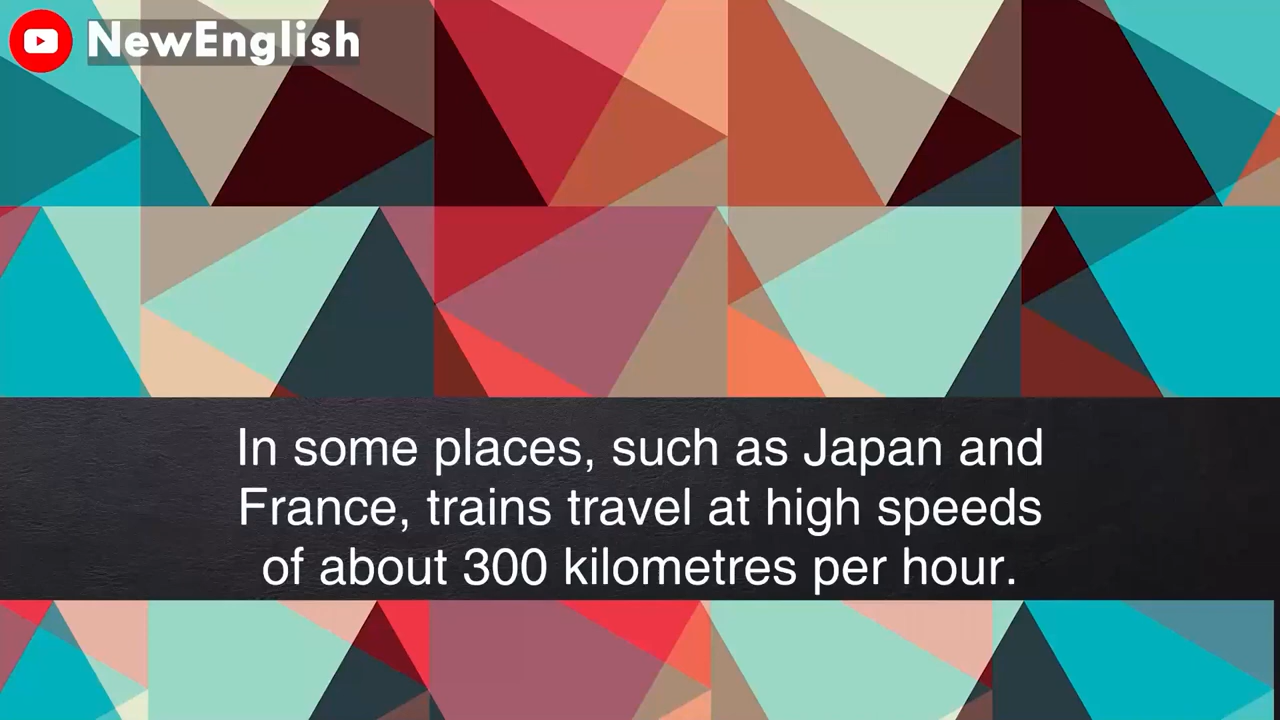 NewEnglish
In some places, such as Japan and
France, trains travel at high speeds
of about 300 kilometres per hour.